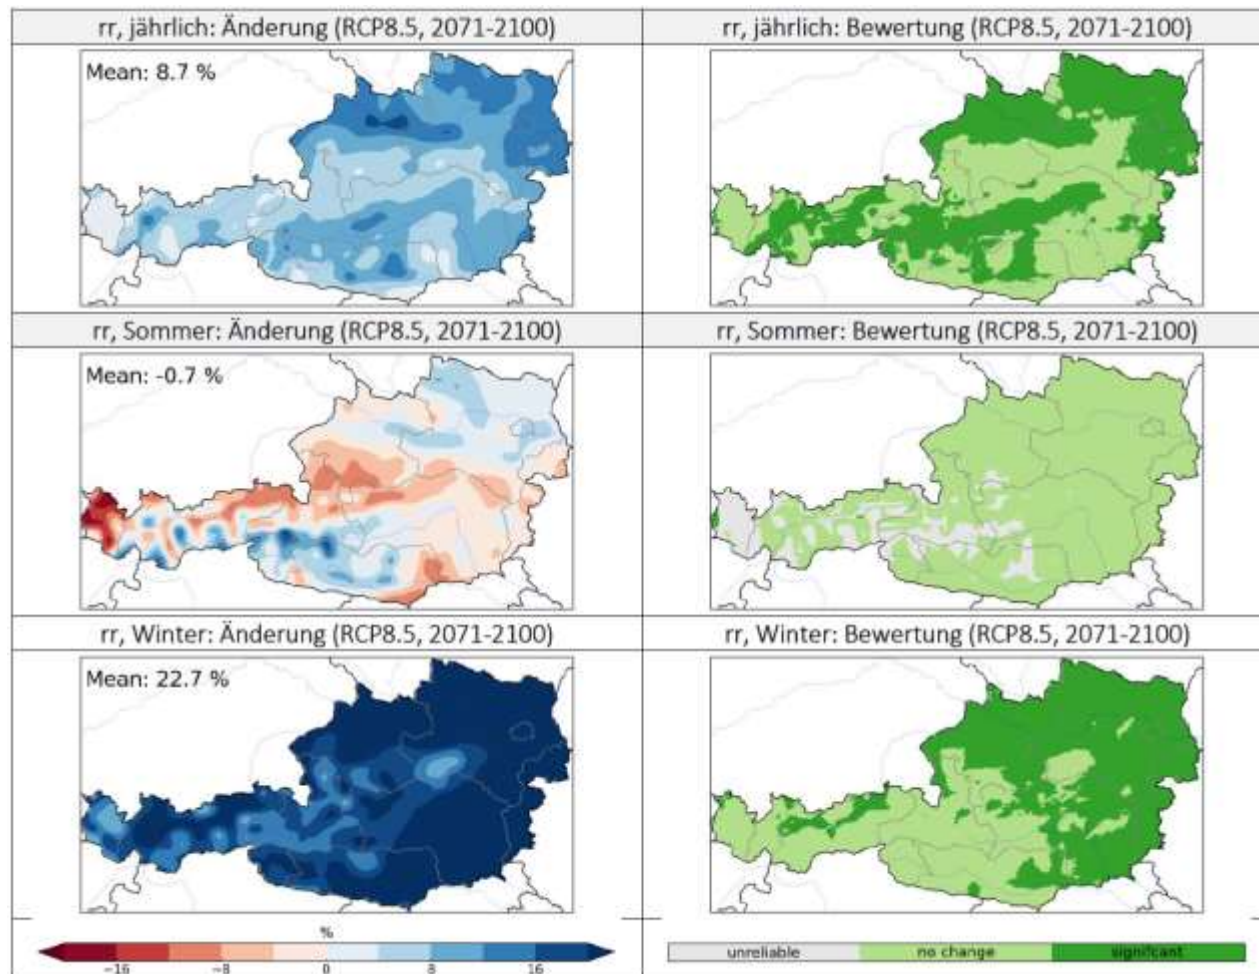 rr, jährlich: Änderung (RCP8.5, 2071-2100)
rr, jährlich: Bewertung (RCP8.5, 2071-2100)
Mean: 8.7 %
rr, Sommer: Änderung (RCP8.5, 2071-2100)
rr, Sommer: Bewertung (RCP8.5, 2071-2100)
Mean: -0.7 %
rr, Winter: Änderung (RCP8.5, 2071-2100)
rr, Winter: Bewertung (RCP8.5, 2071-2100)
Mean: 22.7 %
%
−16 −8 0 8 16
unreliable no change signifcant